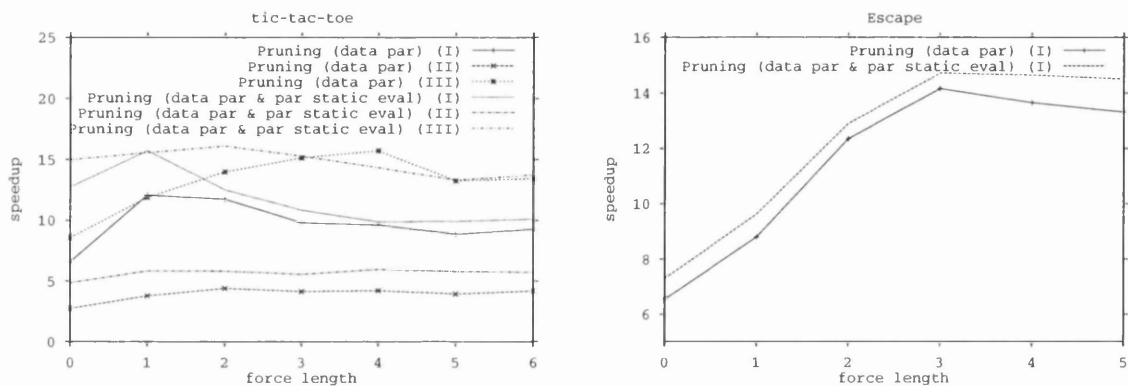 tic-tac-toe
25
20
15
10
5
0
speedup
Pruning (data par) (I)
Pruning (data par) (II)
Pruning (data par) (III)
Pruning (data par & par static eval) (I)
Pruning (data par & par static eval) (II)
Pruning (data par & par static eval) (III)
0 1 2 3 4 5 6
force length
Escape
16
14
12
10
8
6
speedup
Pruning (data par) (I)
Pruning (data par & par static eval) (I)
0 1 2 3 4 5
force length